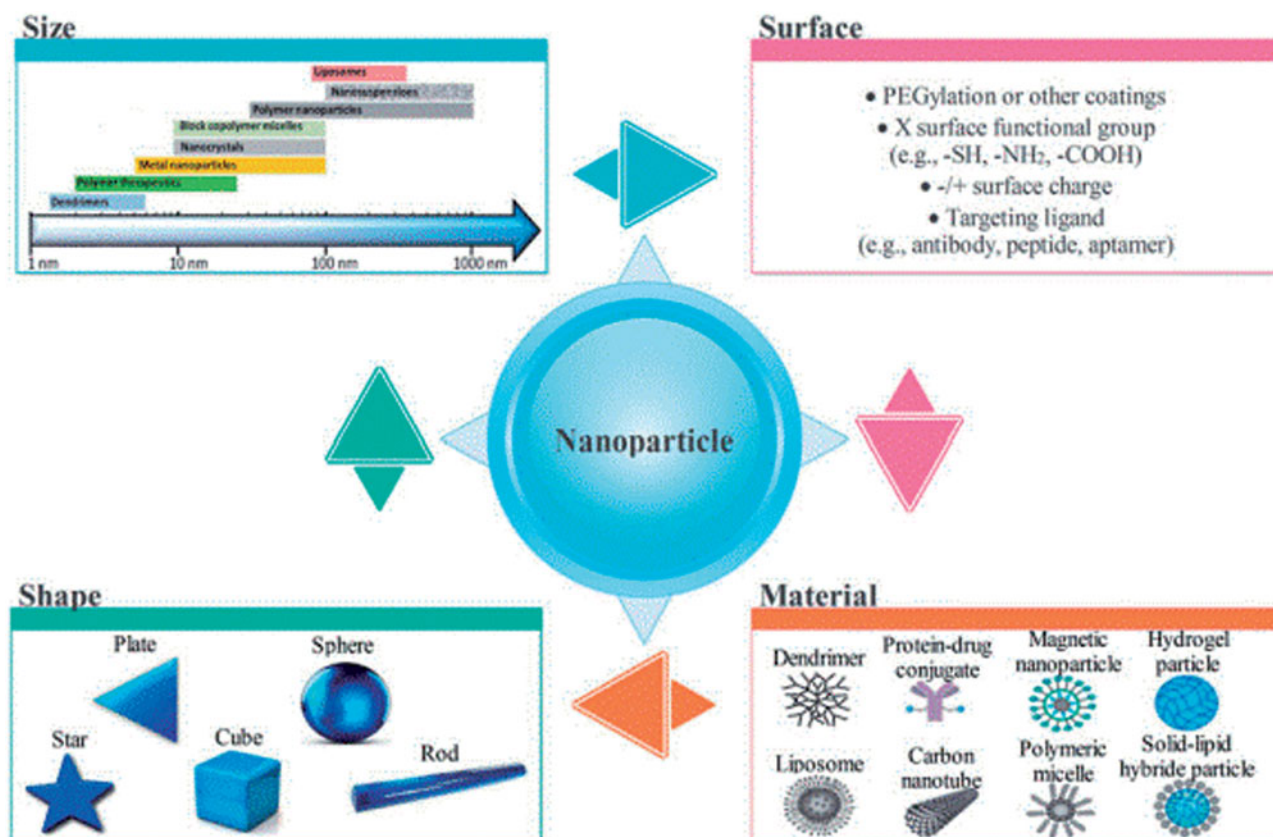 Size
Liposomes
Nanosuspensions
Polymer nanoparticles
Block copolymer micelles
Nanocrystals
Metal nanoparticles
Polymer therapeutics
Dendrimers
1 nm
10 nm
100 nm
1000 nm
Surface
• PEGylation or other coatings
• X surface functional group
(e.g., -SH, -NH₂, -COOH)
• -/+ surface charge
• Targeting ligand
(e.g., antibody, peptide, aptamer)
Nanoparticle
Shape
Plate
Sphere
Star
Cube
Rod
Material
Dendrimer
Protein-drug
conjugate
Magnetic
nanoparticle
Hydrogel
particle
Liposome
Carbon
nanotube
Polymeric
micelle
Solid-lipid
hybride particle